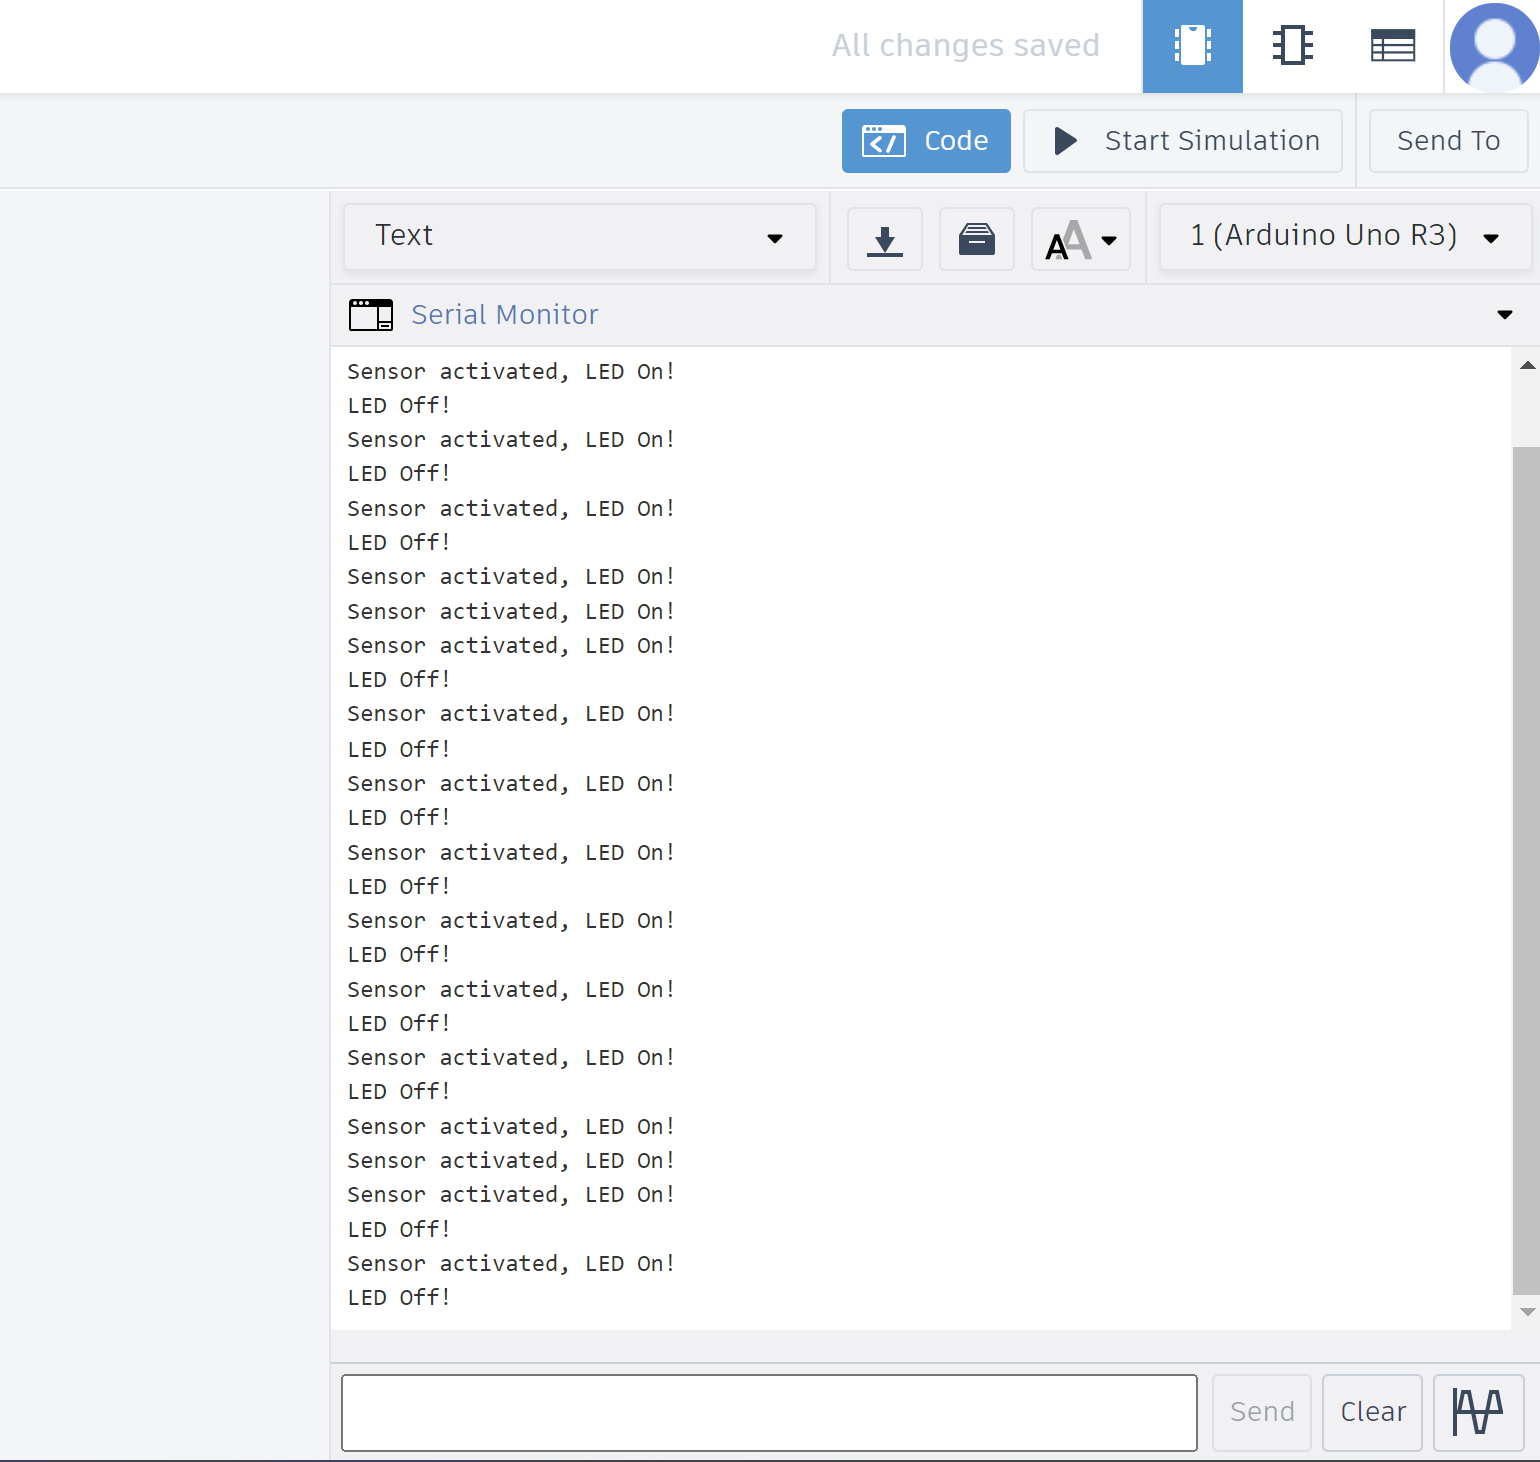 All changes saved
Code
Start Simulation
Send To
Text
1 (Arduino Uno R3)
Serial Monitor
Sensor activated, LED On!
LED Off!
Sensor activated, LED On!
LED Off!
Sensor activated, LED On!
LED Off!
Sensor activated, LED On!
Sensor activated, LED On!
Sensor activated, LED On!
LED Off!
Sensor activated, LED On!
LED Off!
Sensor activated, LED On!
LED Off!
Sensor activated, LED On!
LED Off!
Sensor activated, LED On!
LED Off!
Sensor activated, LED On!
LED Off!
Sensor activated, LED On!
LED Off!
Sensor activated, LED On!
Sensor activated, LED On!
Sensor activated, LED On!
LED Off!
Sensor activated, LED On!
LED Off!
Send
Clear